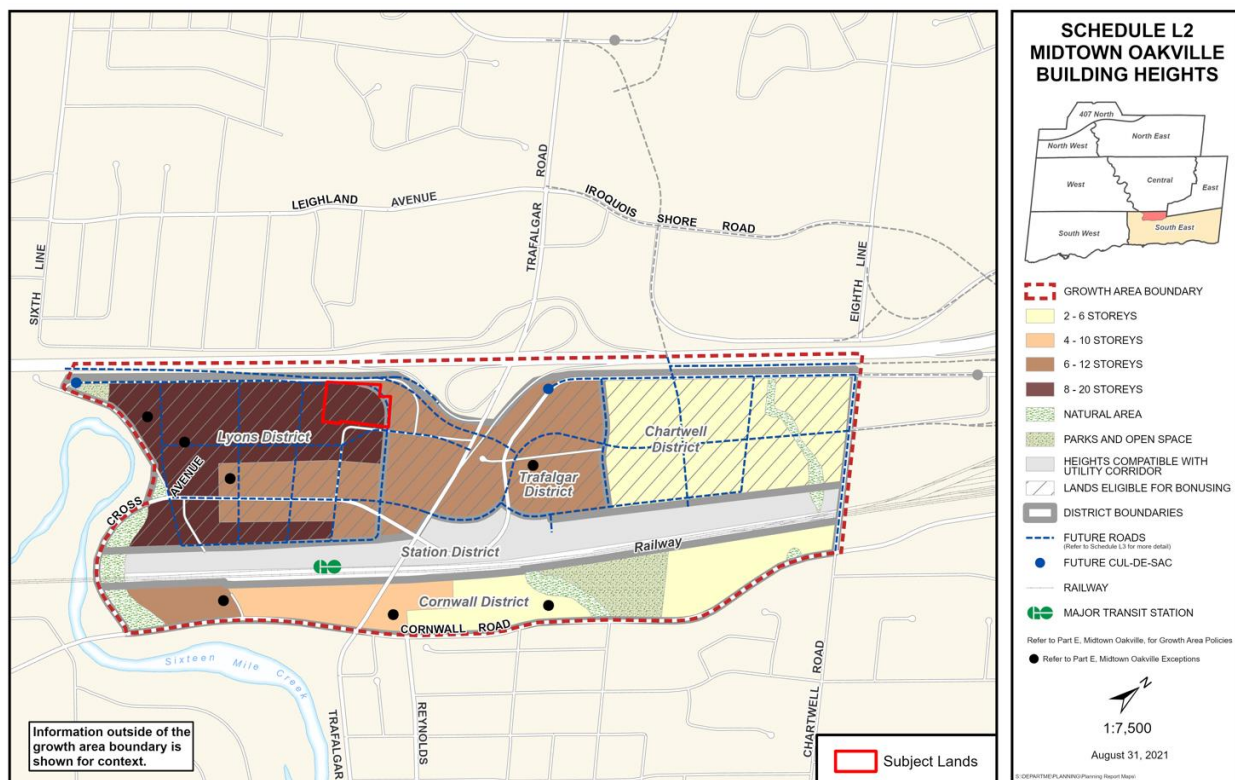 LEIGHLAND AVENUE
IROQUOIS SHORE ROAD
SIXTH LINE
TRAFALGAR ROAD
EIGHTH LINE
Lyons District
Chartwell District
Trafalgar District
CROSS AVENUE
Station District
Railway
GO
Cornwall District
CORNWALL ROAD
Sixteen Mile Creek
TRAFALGAR
REYNOLDS
CHARTWELL ROAD
Information outside of the
growth area boundary is
shown for context.
Subject Lands
SCHEDULE L2
MIDTOWN OAKVILLE
BUILDING HEIGHTS
407 North
North West
North East
West
Central
East
South West
South East
GROWTH AREA BOUNDARY
2 - 6 STOREYS
4 - 10 STOREYS
6 - 12 STOREYS
8 - 20 STOREYS
NATURAL AREA
PARKS AND OPEN SPACE
HEIGHTS COMPATIBLE WITH
UTILITY CORRIDOR
LANDS ELIGIBLE FOR BONUSING
DISTRICT BOUNDARIES
FUTURE ROADS
(Refer to Schedule L3 for more detail)
FUTURE CUL-DE-SAC
RAILWAY
GO
MAJOR TRANSIT STATION
Refer to Part E, Midtown Oakville, for Growth Area Policies
Refer to Part E, Midtown Oakville Exceptions
N
1:7,500
August 31, 2021
S:\DEPARTME\PLANNING\Planning Report Maps\